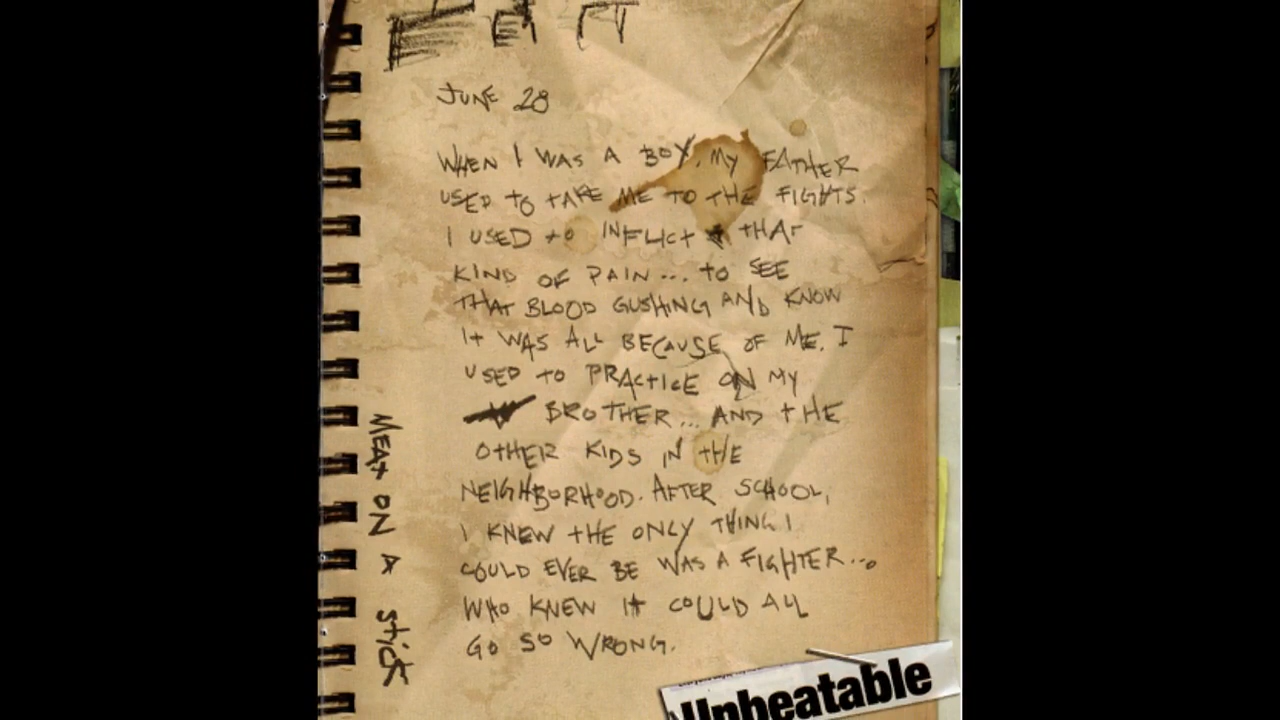 JUNE 28
WHEN I WAS A BOY, MY FATHER
USED TO TAKE ME TO THE FIGHTS.
I USED TO INFLICT THAT
KIND OF PAIN... TO SEE
THAT BLOOD GUSHING AND KNOW
IT WAS ALL BECAUSE OF ME. I
USED TO PRACTICE ON MY
BROTHER... AND THE
OTHER KIDS IN THE
NEIGHBORHOOD. AFTER SCHOOL,
I KNEW THE ONLY THING I
COULD EVER BE WAS A FIGHTER...
WHO KNEW IT COULD ALL
GO SO WRONG.
MEAT ON A STICK
Unbeatable